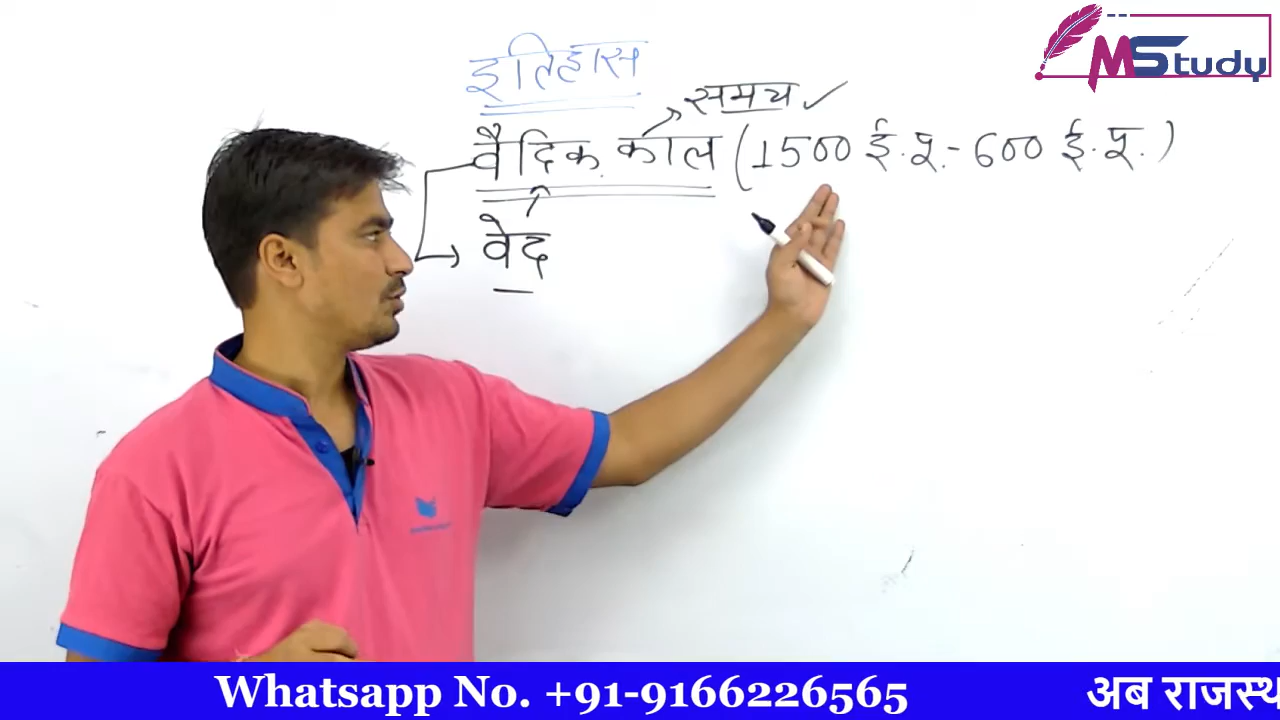 MStudy
इतिहास
समय ✓
वैदिक काल (1500 ई.पू.- 600 ई.पू.)
वेद
Whatsapp No. +91-9166226565
अब राजस्थ